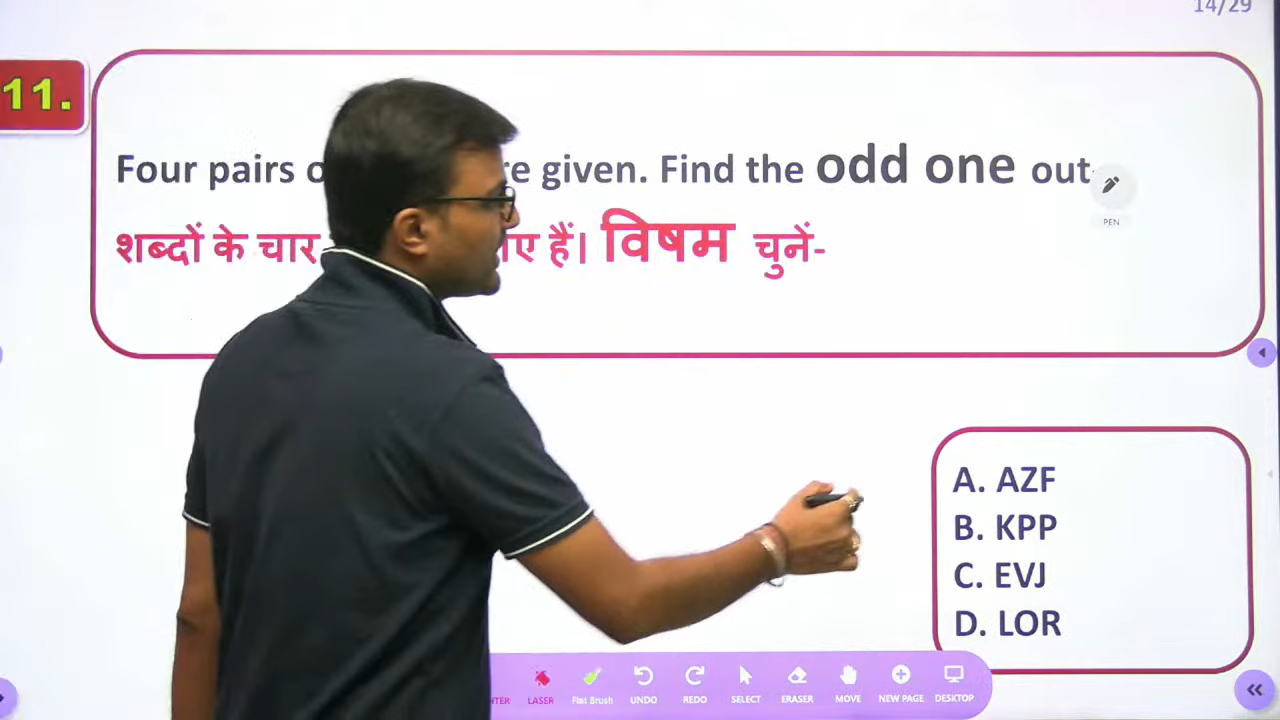 14/29
11.
Four pairs given. Find the odd one out
शब्दों के चार हैं। विषम चुनें-
PEN
A. AZF
B. KPP
C. EVJ
D. LOR
LASER
Flat Brush
UNDO
REDO
SELECT
ERASER
MOVE
NEW PAGE
DESKTOP